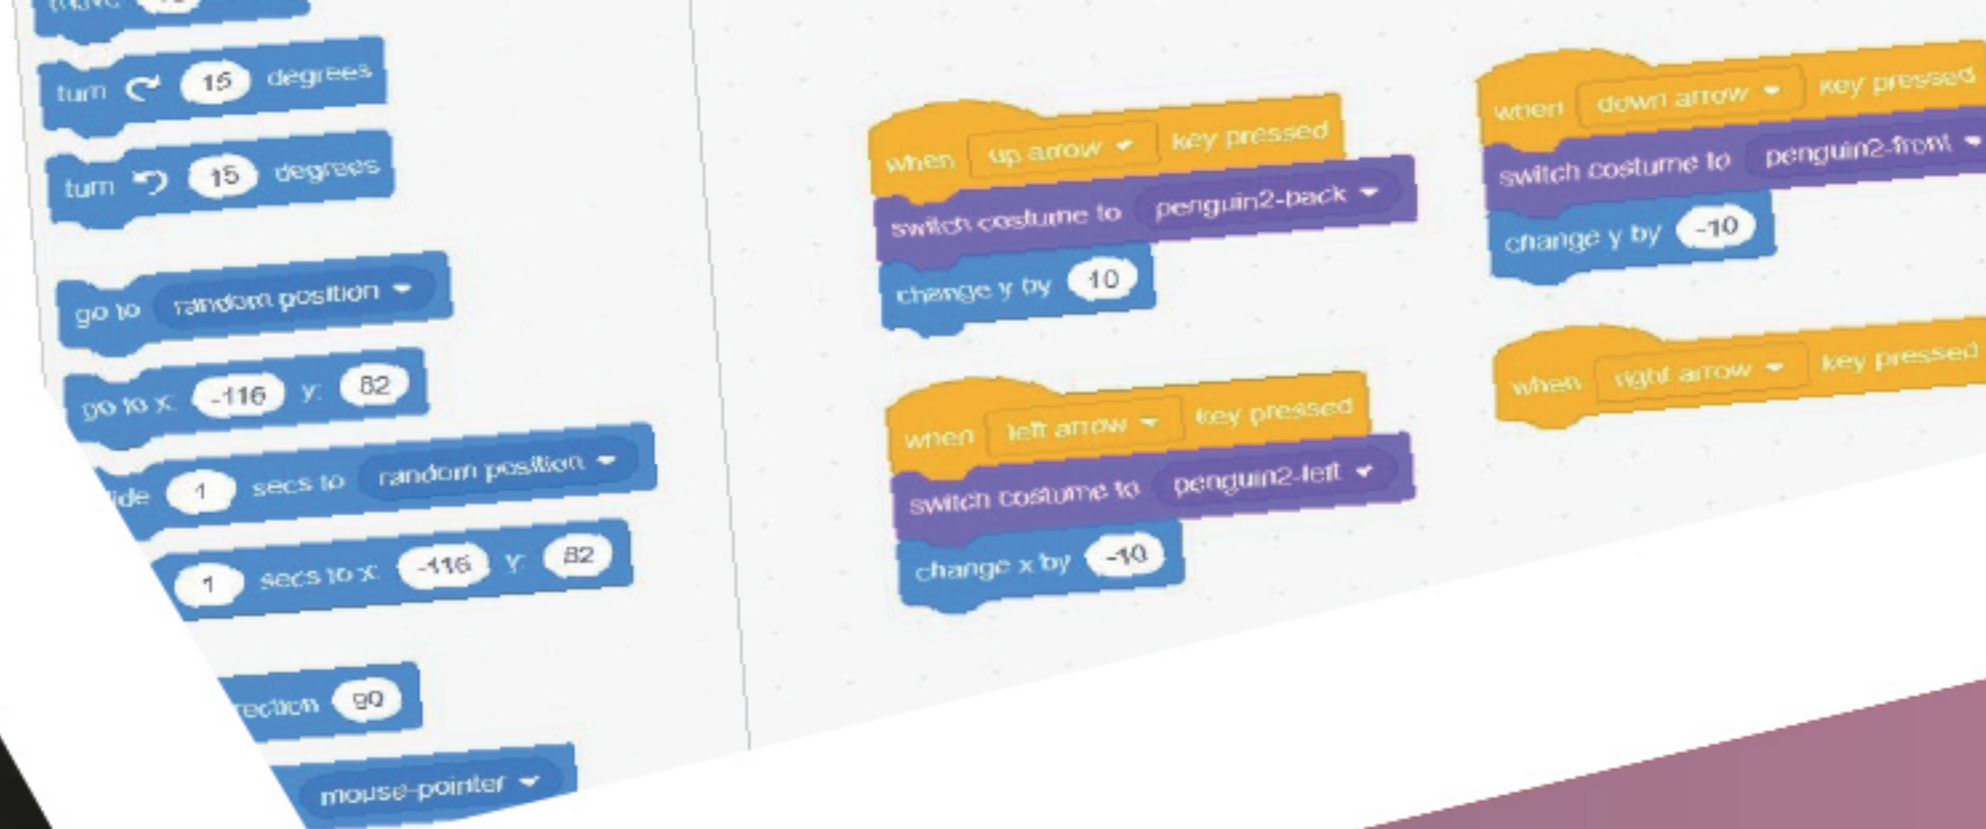 move
turn 15 degrees
turn 15 degrees
go to random position
go to x: -116 y: 82
ide 1 secs to random position
1 secs to x: -116 y: 82
rection 90
mouse-pointer
when up arrow key pressed
switch costume to penguin2-back
change y by 10
when left arrow key pressed
switch costume to penguin2-left
change x by -10
when down arrow key pressed
switch costume to penguin2-front
change y by -10
when right arrow key pressed